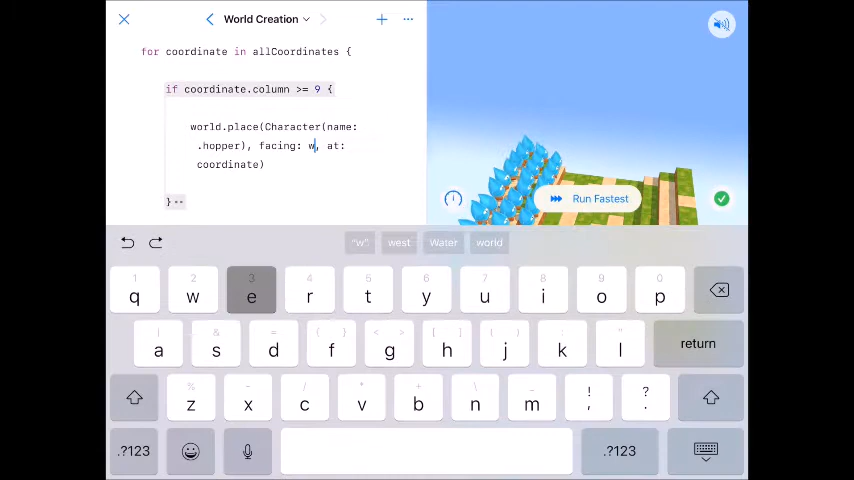 World Creation
for coordinate in allCoordinates {
if coordinate.column >= 9 {
world.place(Character(name:
.hopper), facing: w, at:
coordinate)
}
Run Fastest
"w" west Water world
1 2 3 4 5 6 7 8 9 0
q w e r t y u i o p
| & # ( ) < > [ ] { } | "
a s d f g h j k l return
% - / * ^ + = \ _
z x c v b n m ! , ? .
.?123 .?123